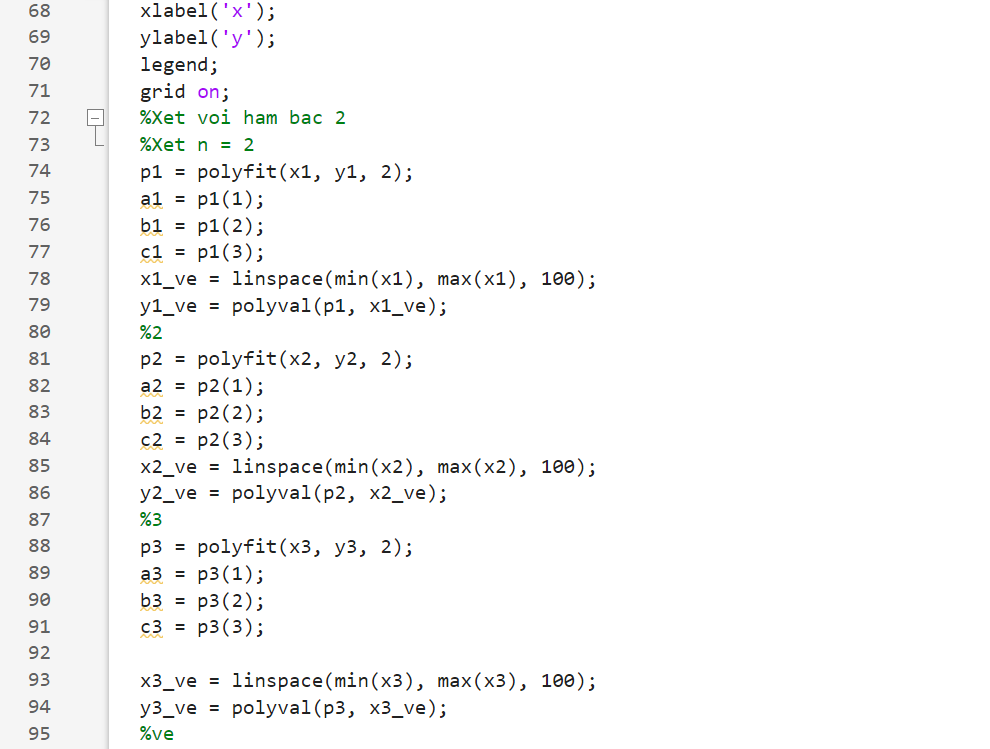 68 xlabel('x');
69 ylabel('y');
70 legend;
71 grid on;
72 %Xet voi ham bac 2
73 %Xet n = 2
74 p1 = polyfit(x1, y1, 2);
75 a1 = p1(1);
76 b1 = p1(2);
77 c1 = p1(3);
78 x1_ve = linspace(min(x1), max(x1), 100);
79 y1_ve = polyval(p1, x1_ve);
80 %2
81 p2 = polyfit(x2, y2, 2);
82 a2 = p2(1);
83 b2 = p2(2);
84 c2 = p2(3);
85 x2_ve = linspace(min(x2), max(x2), 100);
86 y2_ve = polyval(p2, x2_ve);
87 %3
88 p3 = polyfit(x3, y3, 2);
89 a3 = p3(1);
90 b3 = p3(2);
91 c3 = p3(3);
92
93 x3_ve = linspace(min(x3), max(x3), 100);
94 y3_ve = polyval(p3, x3_ve);
95 %ve